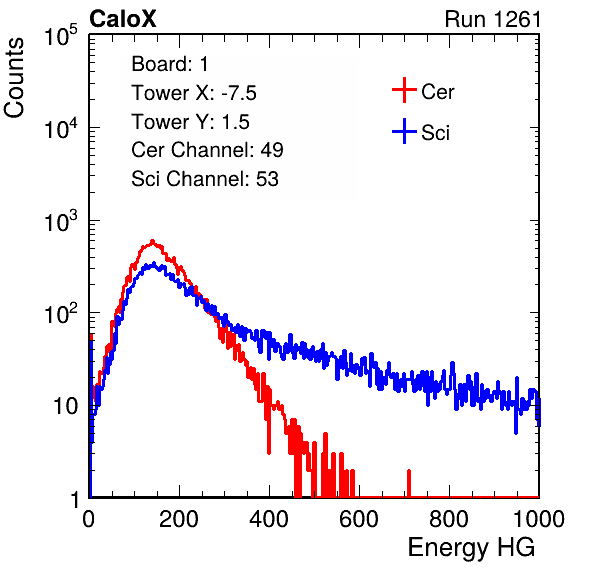 CaloX Run 1261
Counts
Board: 1
Tower X: -7.5
Tower Y: 1.5
Cer Channel: 49
Sci Channel: 53
Cer
Sci
10^5
10^4
10^3
10^2
10
1
0 200 400 600 800 1000
Energy HG